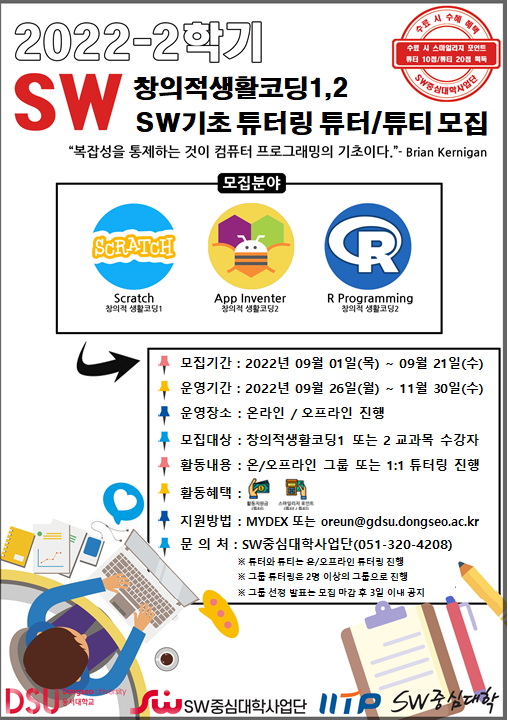 2022-2학기
수료 시 수혜 혜택
수료 시 스마일리지 포인트
튜터 10점/튜티 20점 획득
SW중심대학사업단
SW 창의적생활코딩1,2
SW기초 튜터링 튜터/튜티 모집
“복잡성을 통제하는 것이 컴퓨터 프로그래밍의 기초이다.”- Brian Kernigan
모집분야
SCRATCH
R
Scratch
창의적 생활코딩1
App Inventer
창의적 생활코딩2
R Programming
창의적 생활코딩2
모집기간 : 2022년 09월 01일(목) ~ 09월 21일(수)
운영기간 : 2022년 09월 26일(월) ~ 11월 30일(수)
운영장소 : 온라인 / 오프라인 진행
모집대상 : 창의적생활코딩1 또는 2 교과목 수강자
활동내용 : 온/오프라인 그룹 또는 1:1 튜터링 진행
활동혜택 :
활동지원금
스마일리지 포인트
지원방법 : MYDEX 또는 oreun@gdsu.dongseo.ac.kr
문 의 처 : SW중심대학사업단(051-320-4208)
※ 튜터와 튜티는 온/오프라인 튜터링 진행
※ 그룹 튜터링은 2명 이상의 그룹으로 진행
※ 그룹 선정 발표는 모집 마감 후 3일 이내 공지
DSU Dongseo University
동서대학교
SW SW중심대학사업단
IITP
SW중심대학